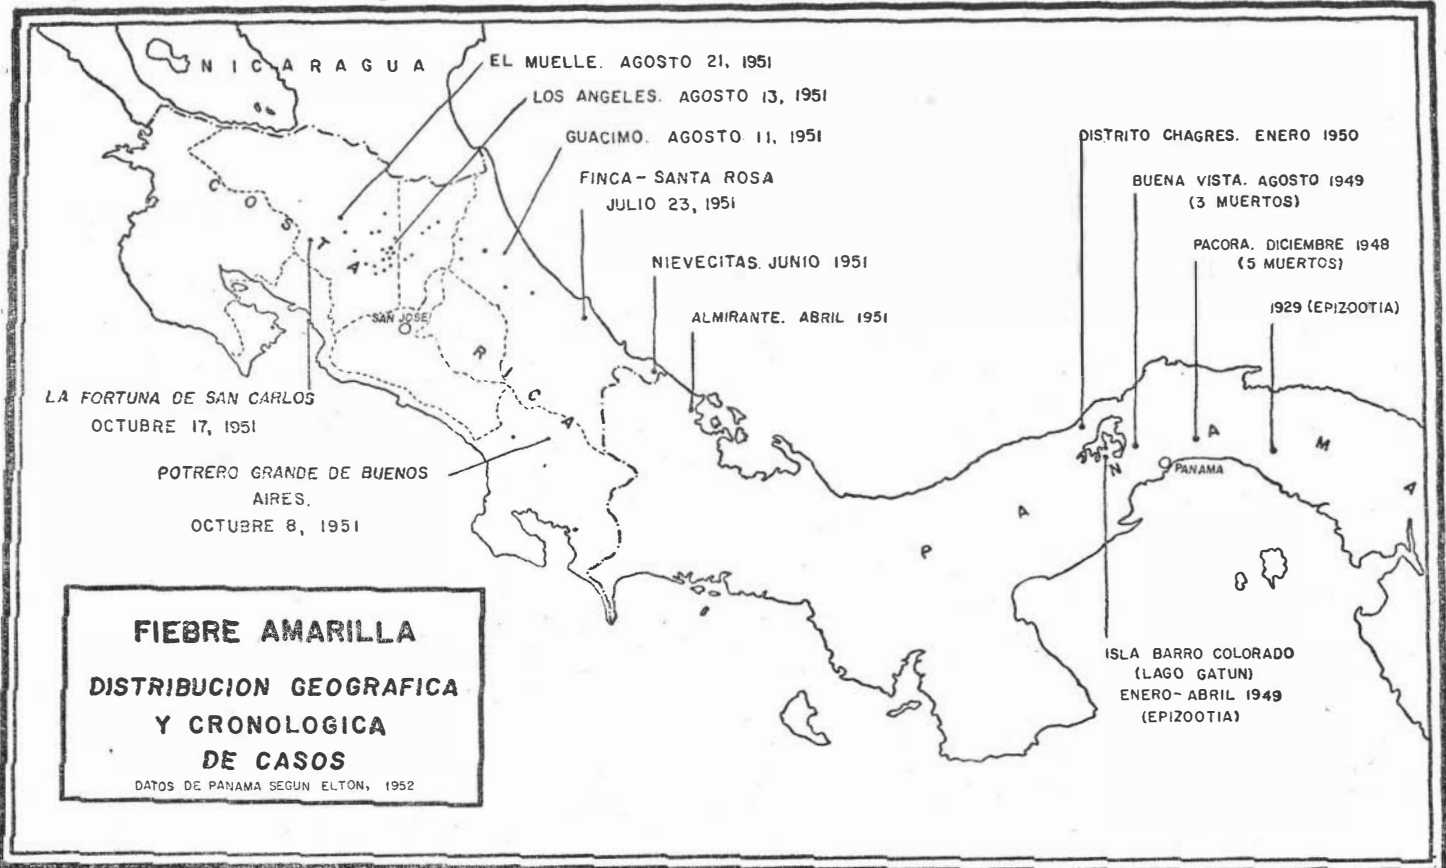 NICARAGUA
EL MUELLE. AGOSTO 21, 1951
LOS ANGELES. AGOSTO 13, 1951
GUACIMO. AGOSTO 11, 1951
FINCA-SANTA ROSA
JULIO 23, 1951
NIEVECITAS. JUNIO 1951
ALMIRANTE. ABRIL 1951
DISTRITO CHAGRES. ENERO 1950
BUENA VISTA. AGOSTO 1949
(3 MUERTOS)
PACORA. DICIEMBRE 1948
(5 MUERTOS)
1929 (EPIZOOTIA)
COSTA RICA
SAN JOSE
PANAMA
PANAMA
LA FORTUNA DE SAN CARLOS
OCTUBRE 17, 1951
POTRERO GRANDE DE BUENOS
AIRES.
OCTUBRE 8, 1951
ISLA BARRO COLORADO
(LAGO GATUN)
ENERO-ABRIL 1949
(EPIZOOTIA)
FIEBRE AMARILLA
DISTRIBUCION GEOGRAFICA
Y CRONOLOGICA
DE CASOS
DATOS DE PANAMA SEGUN ELTON, 1952